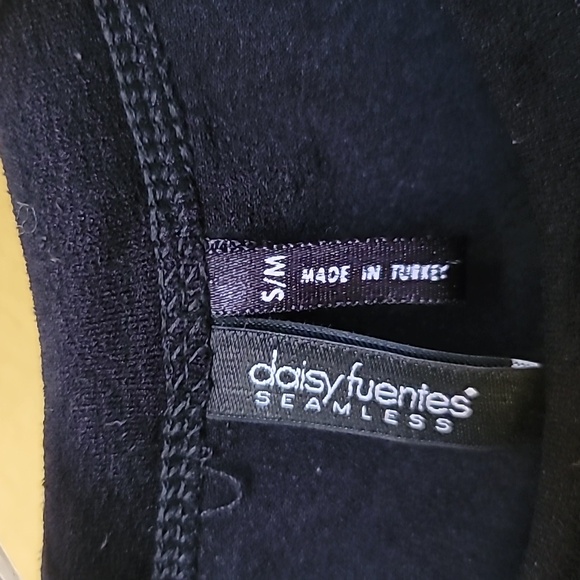 S/M
MADE IN TURKEY
daisy fuentes
SEAMLESS